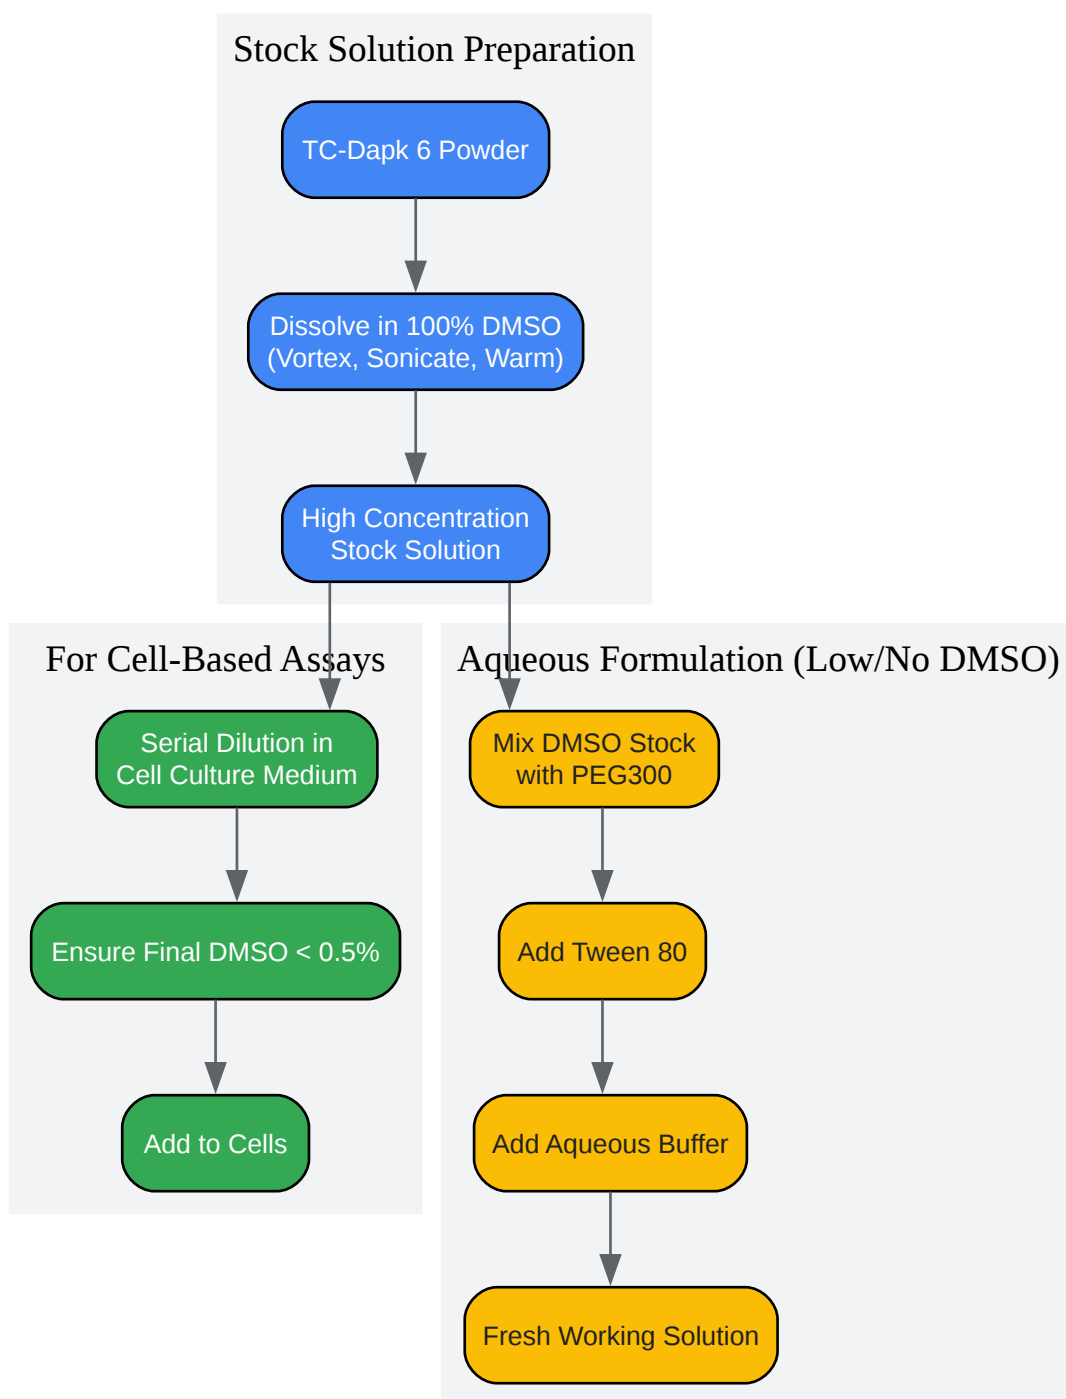 Stock Solution Preparation
TC-Dapk 6 Powder
Dissolve in 100% DMSO
(Vortex, Sonicate, Warm)
High Concentration
Stock Solution
For Cell-Based Assays
Serial Dilution in
Cell Culture Medium
Ensure Final DMSO < 0.5%
Add to Cells
Aqueous Formulation (Low/No DMSO)
Mix DMSO Stock
with PEG300
Add Tween 80
Add Aqueous Buffer
Fresh Working Solution